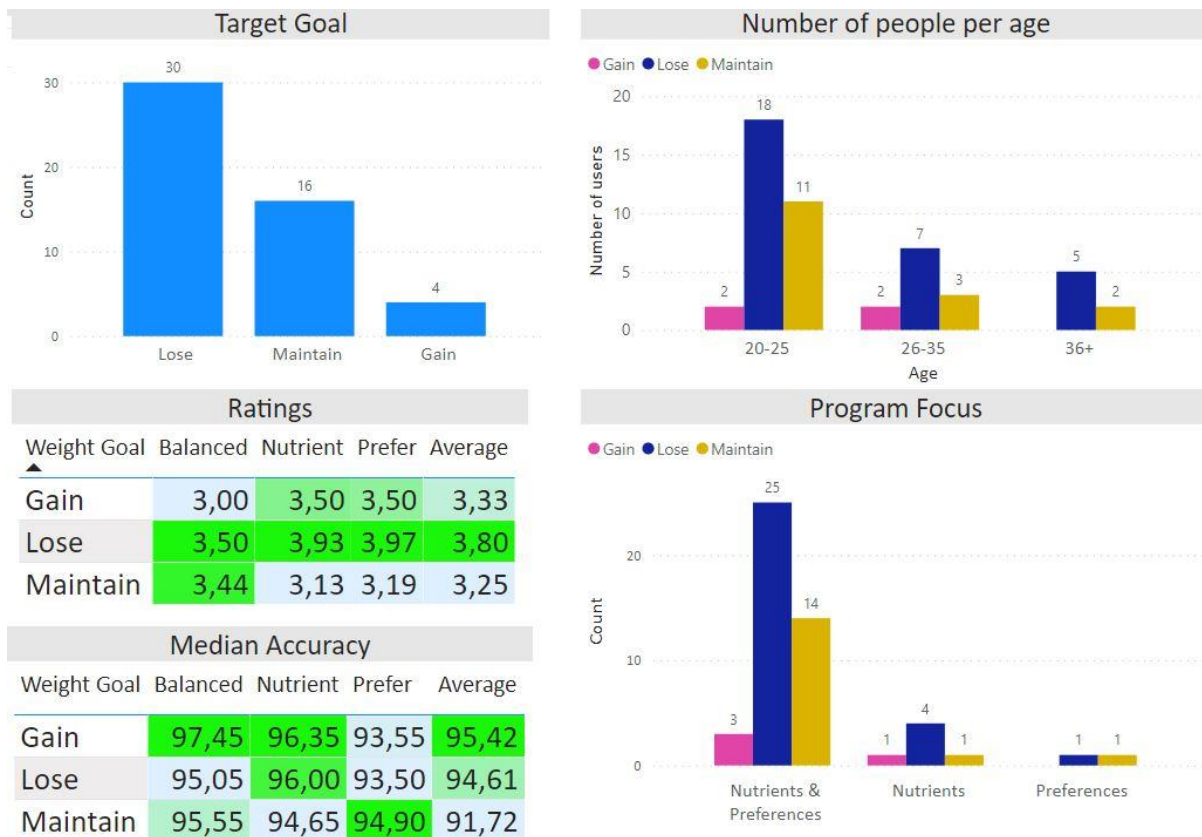 Target Goal
30
30
20
16
10
4
0
Count
Lose Maintain Gain
Number of people per age
Gain Lose Maintain
20
18
15
11
10
7
5
5
2 2 3 2
0
Number of users
20-25 26-35 36+
Age
Ratings
Weight Goal Balanced Nutrient Prefer Average
Gain 3,00 3,50 3,50 3,33
Lose 3,50 3,93 3,97 3,80
Maintain 3,44 3,13 3,19 3,25
Median Accuracy
Weight Goal Balanced Nutrient Prefer Average
Gain 97,45 96,35 93,55 95,42
Lose 95,05 96,00 93,50 94,61
Maintain 95,55 94,65 94,90 91,72
Program Focus
Gain Lose Maintain
25
20
14
10
3 1 4 1 1 1
0
Count
Nutrients &
Preferences
Nutrients
Preferences